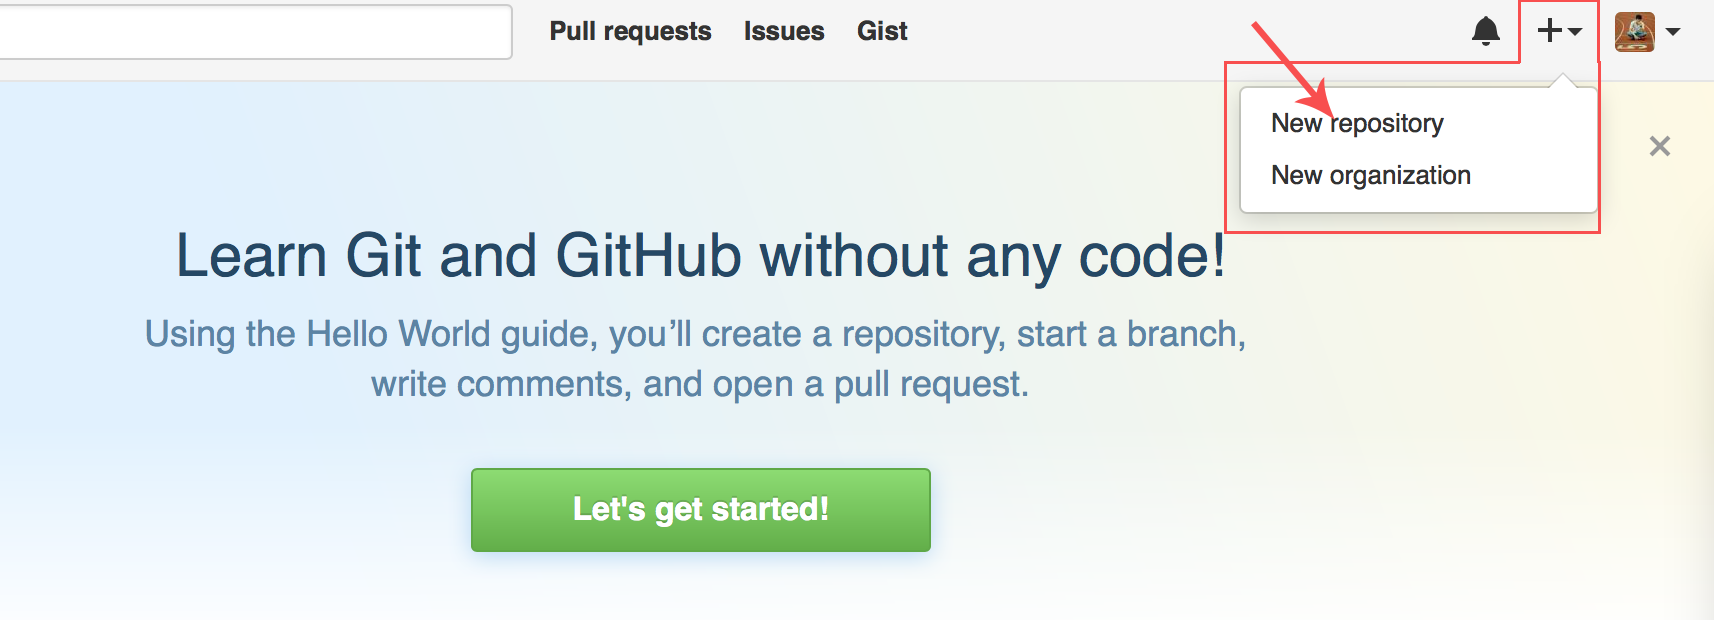 Pull requests Issues Gist
New repository
New organization
Learn Git and GitHub without any code!
Using the Hello World guide, you’ll create a repository, start a branch,
write comments, and open a pull request.
Let's get started!